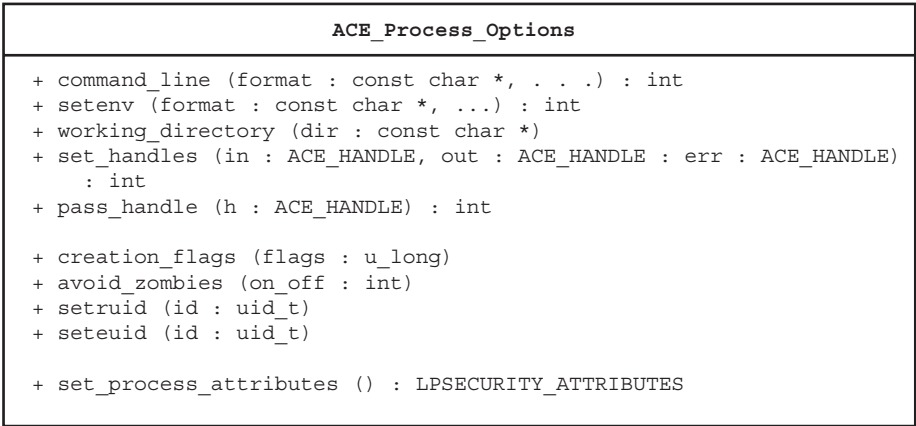 ACE_Process_Options
+ command_line (format : const char *, . . .) : int
+ setenv (format : const char *, ...) : int
+ working_directory (dir : const char *)
+ set_handles (in : ACE_HANDLE, out : ACE_HANDLE : err : ACE_HANDLE)
: int
+ pass_handle (h : ACE_HANDLE) : int
+ creation_flags (flags : u_long)
+ avoid_zombies (on_off : int)
+ setruid (id : uid_t)
+ seteuid (id : uid_t)
+ set_process_attributes () : LPSECURITY_ATTRIBUTES